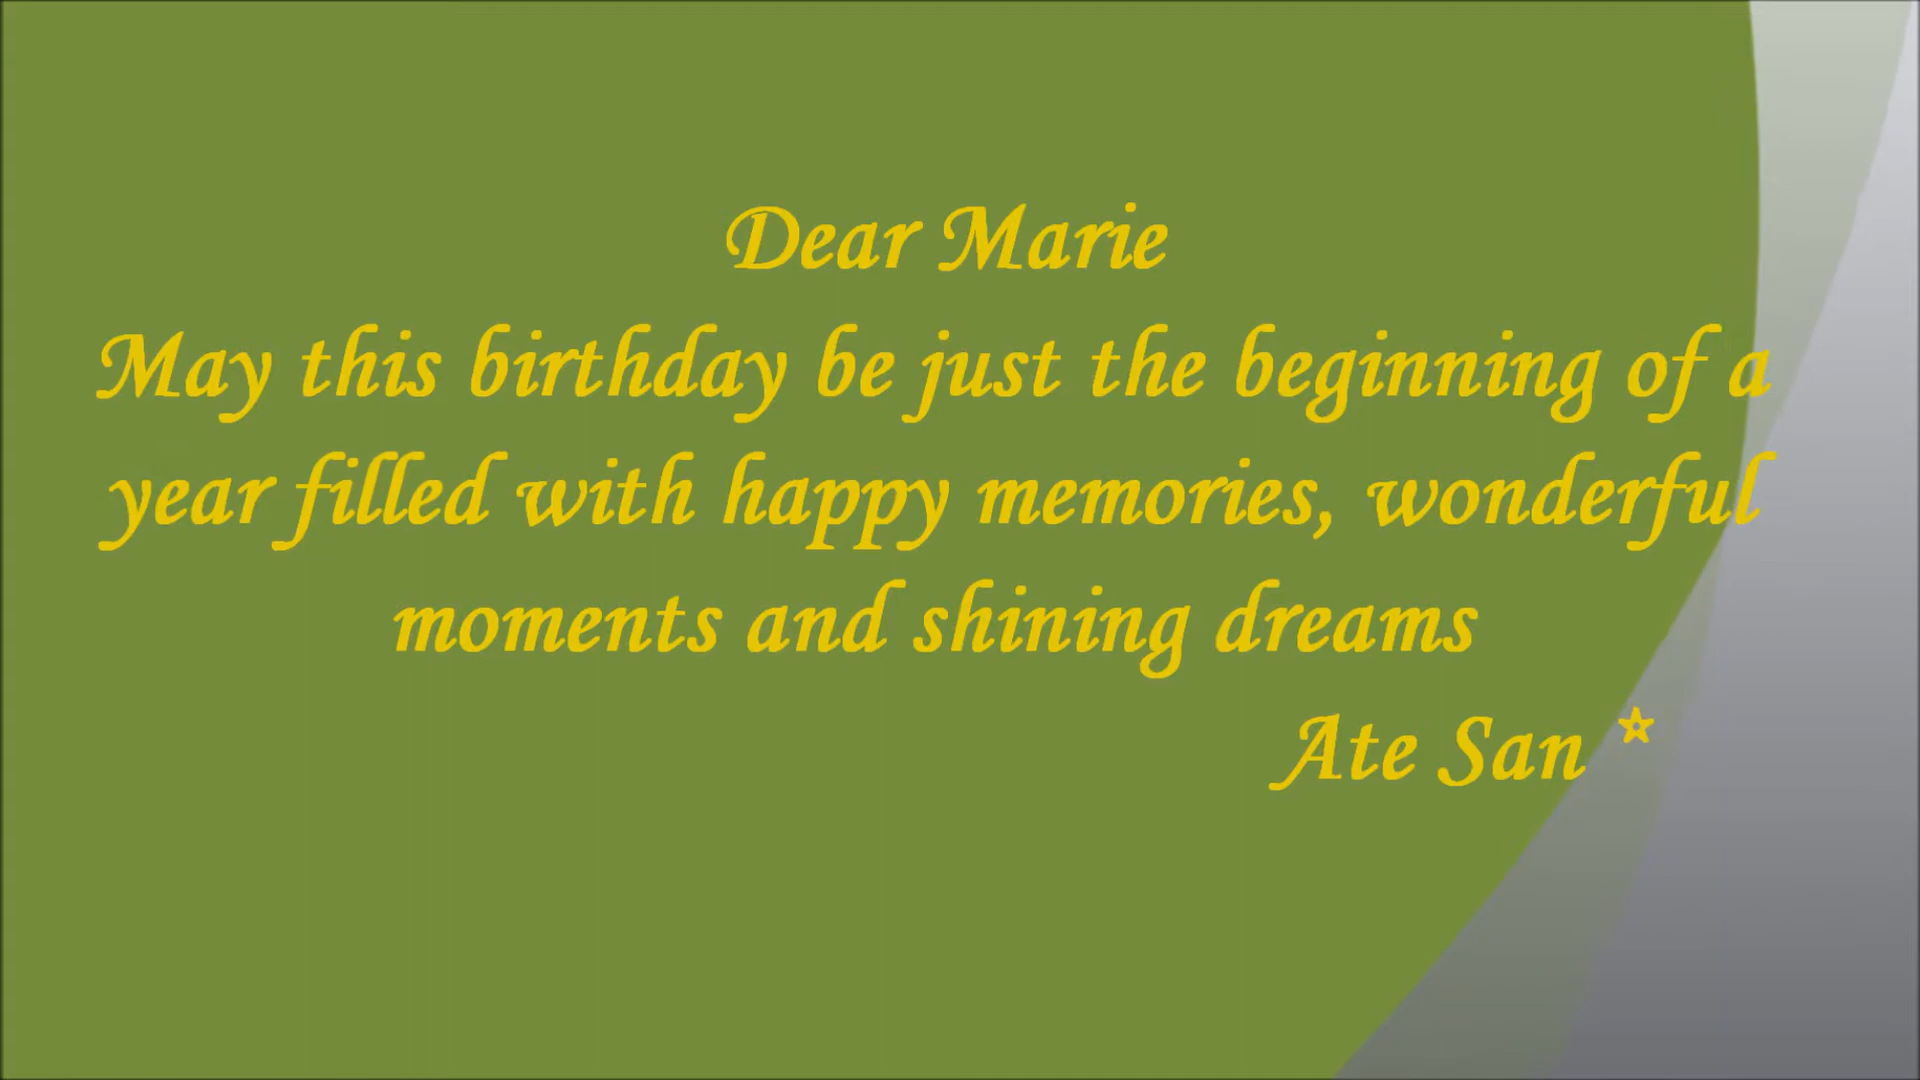 Dear Marie
May this birthday be just the beginning of a
year filled with happy memories, wonderful
moments and shining dreams
Ate San *